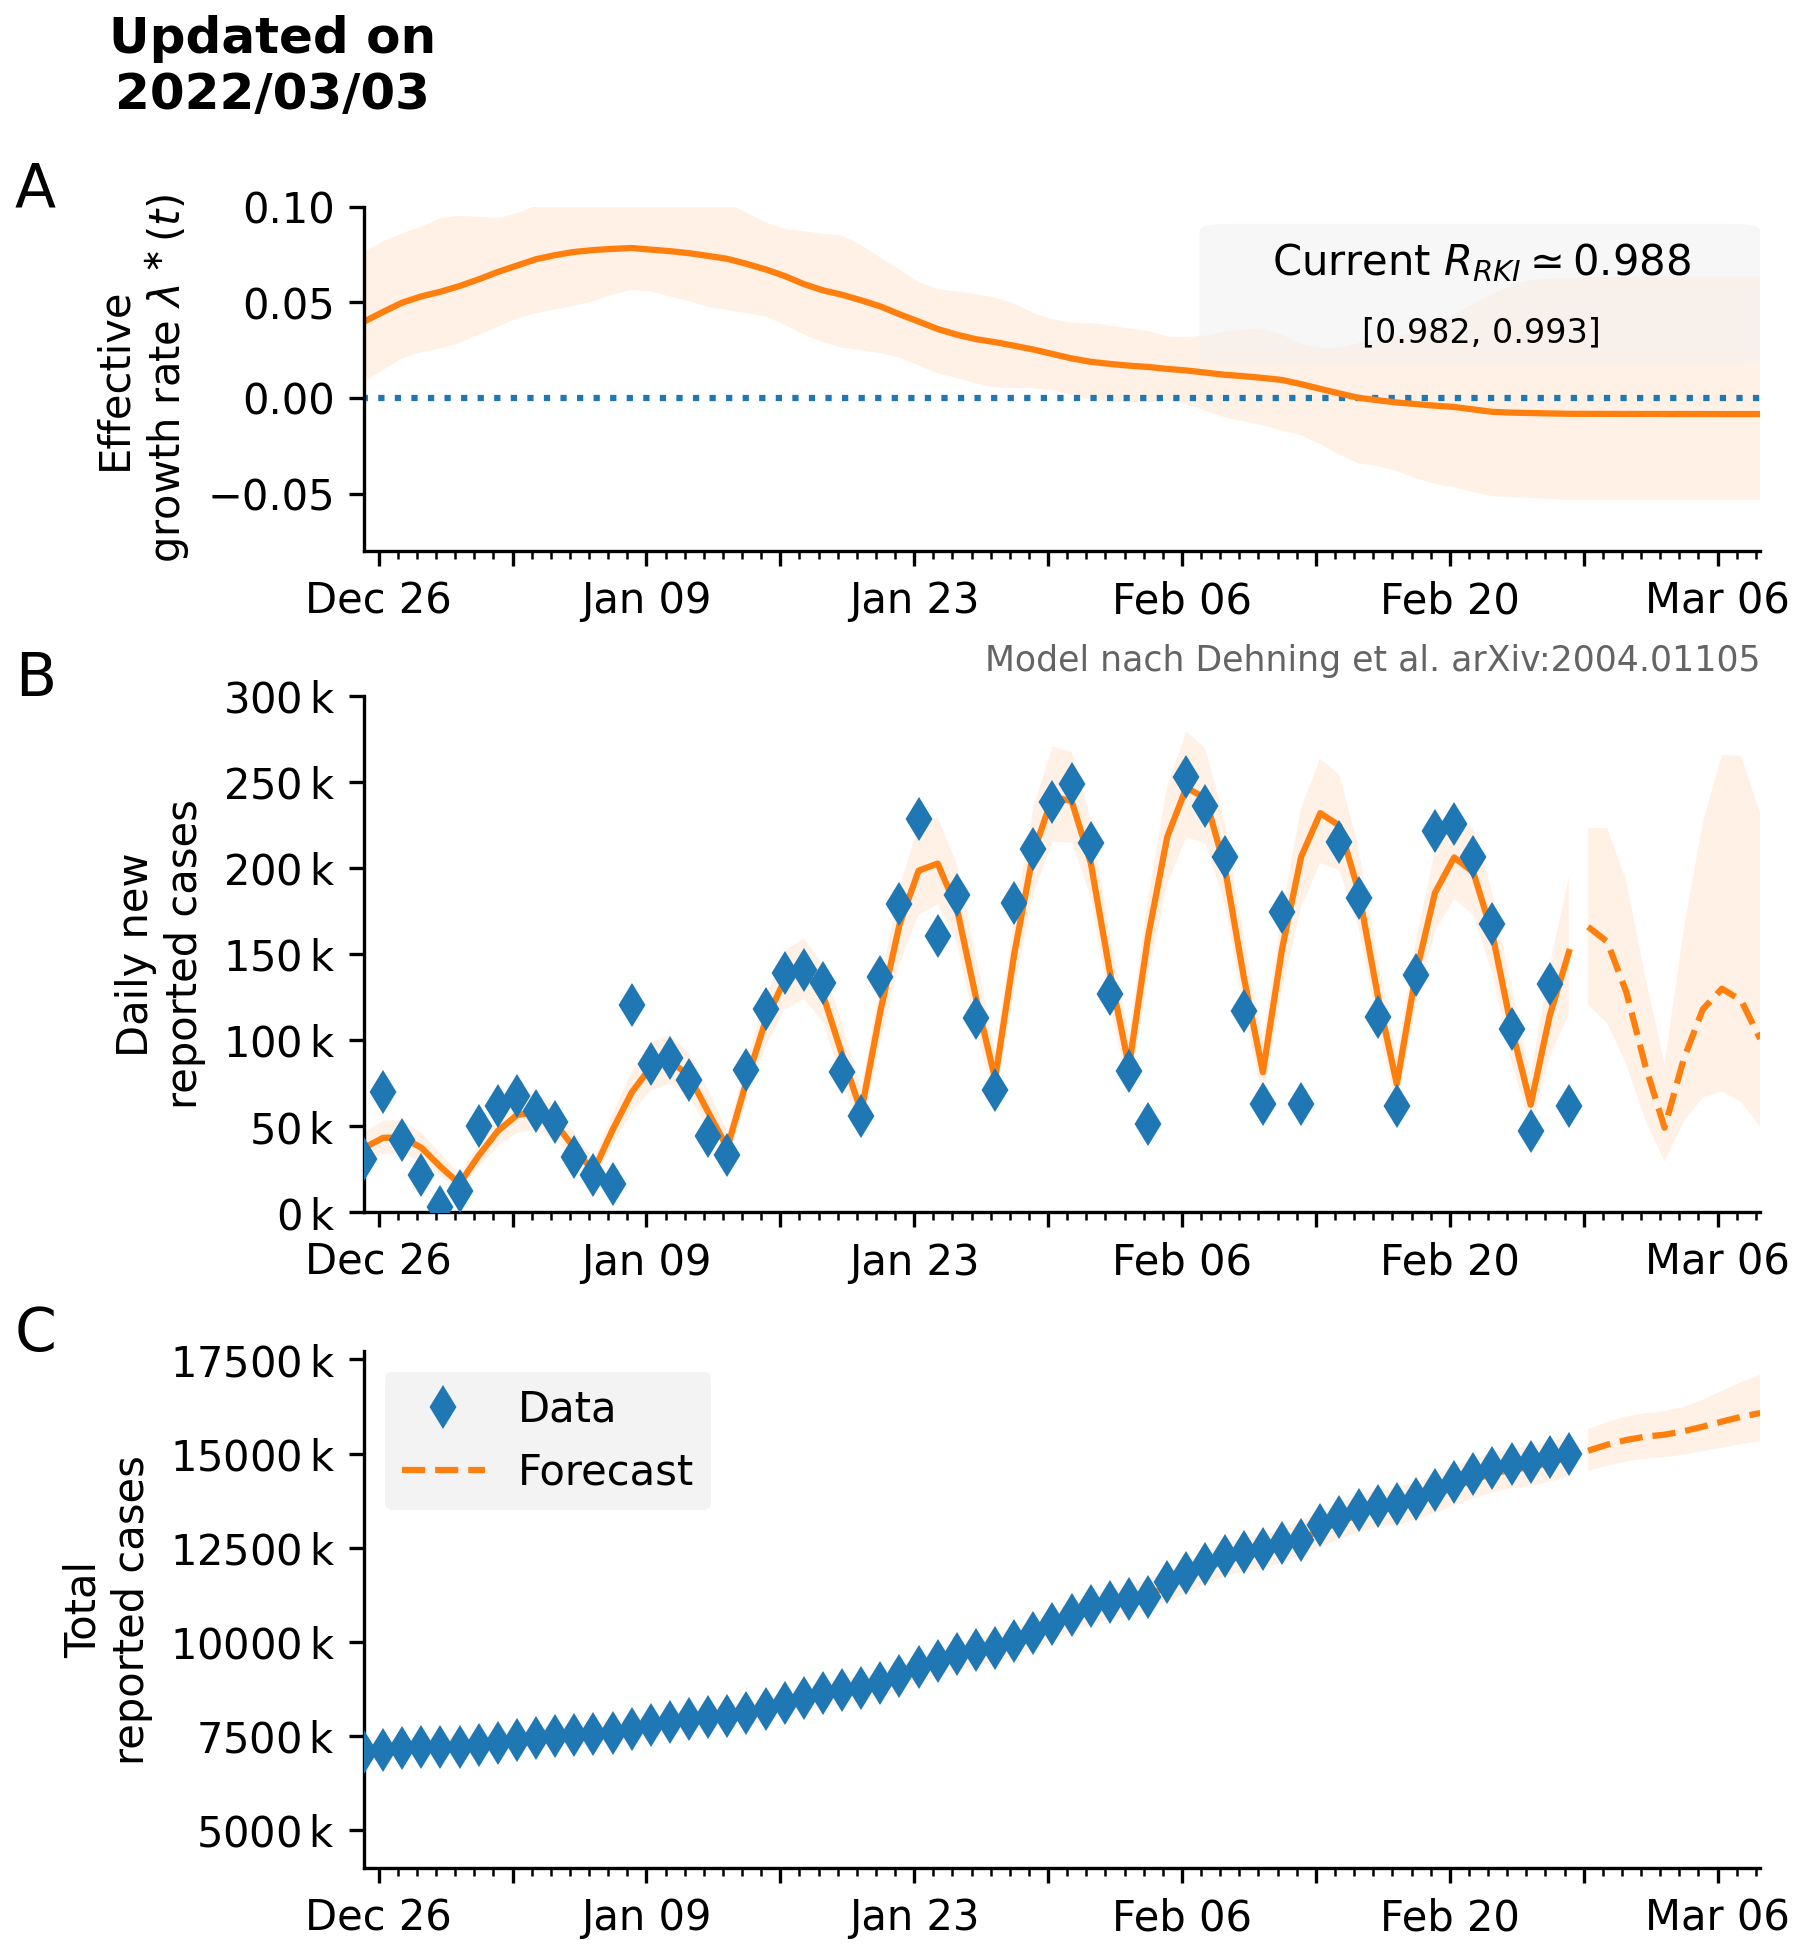 Updated on
2022/03/03
A
Effective
growth rate λ * (t)
0.10
0.05
0.00
−0.05
Current R_RKI ≃ 0.988
[0.982, 0.993]
Dec 26 Jan 09 Jan 23 Feb 06 Feb 20 Mar 06
Model nach Dehning et al. arXiv:2004.01105
B
Daily new
reported cases
300 k
250 k
200 k
150 k
100 k
50 k
0 k
Dec 26 Jan 09 Jan 23 Feb 06 Feb 20 Mar 06
C
Total
reported cases
17500 k
15000 k
12500 k
10000 k
7500 k
5000 k
Data
Forecast
Dec 26 Jan 09 Jan 23 Feb 06 Feb 20 Mar 06